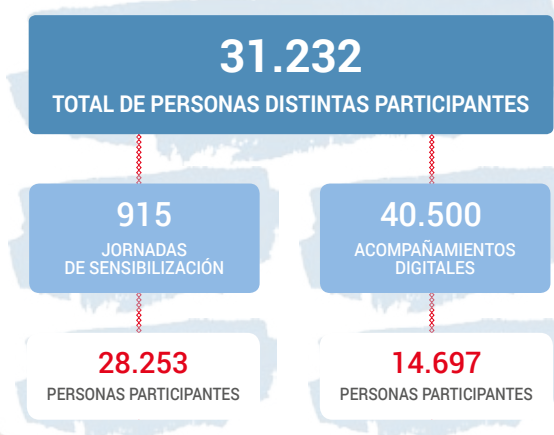 31.232
TOTAL DE PERSONAS DISTINTAS PARTICIPANTES
915
JORNADAS
DE SENSIBILIZACIÓN
28.253
PERSONAS PARTICIPANTES
40.500
ACOMPAÑAMIENTOS
DIGITALES
14.697
PERSONAS PARTICIPANTES